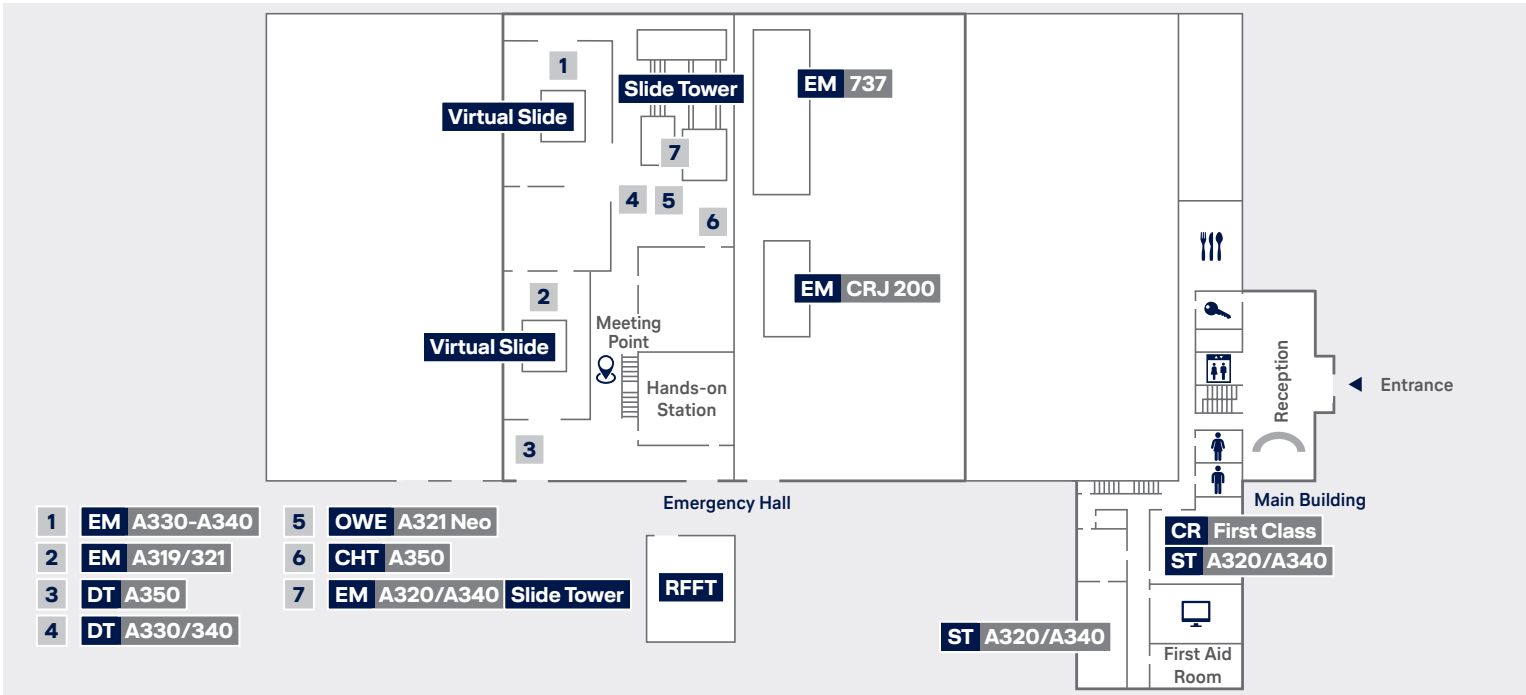 1
Slide Tower
EM 737
Virtual Slide
7
4
5
6
2
EM CRJ 200
Meeting
Point
Virtual Slide
Hands-on
Station
Reception
Entrance
3
Emergency Hall
Main Building
1 EM A330-A340
2 EM A319/321
3 DT A350
4 DT A330/340
5 OWE A321 Neo
6 CHT A350
7 EM A320/A340 Slide Tower
RFFT
CR First Class
ST A320/A340
ST A320/A340
First Aid
Room